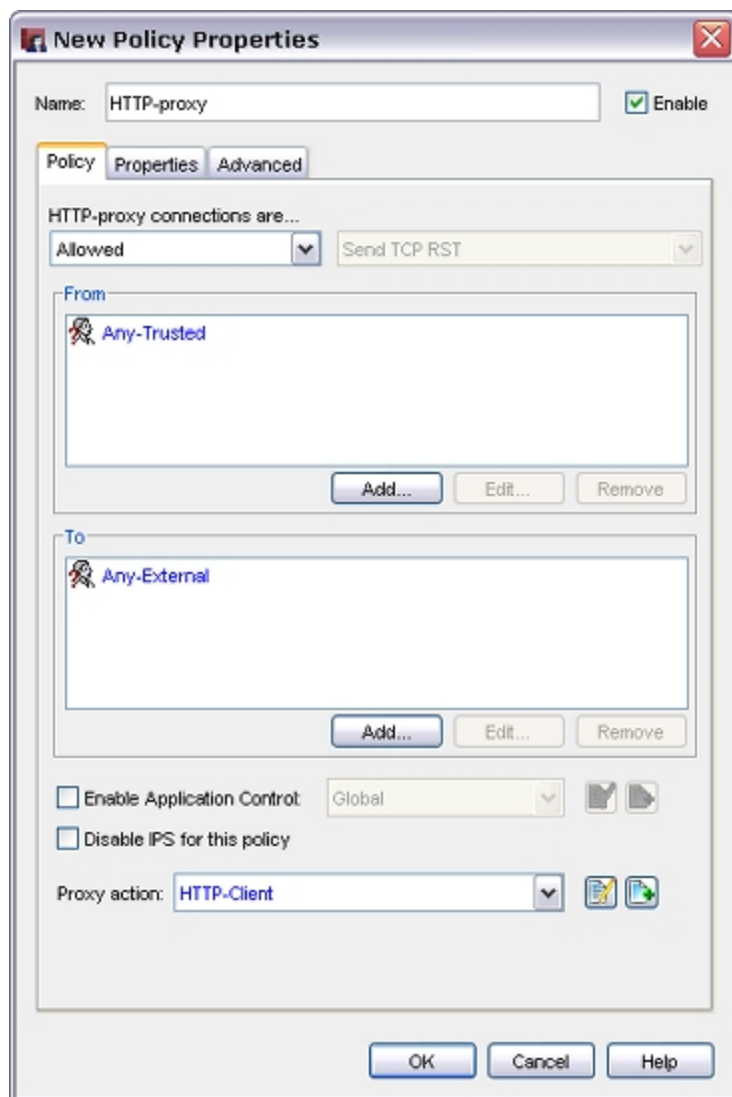 New Policy Properties
Name: HTTP-proxy Enable
Policy Properties Advanced
HTTP-proxy connections are...
Allowed Send TCP RST
From
Any-Trusted
Add... Edit... Remove
To
Any-External
Add... Edit... Remove
Enable Application Control: Global
Disable IPS for this policy
Proxy action: HTTP-Client
OK Cancel Help